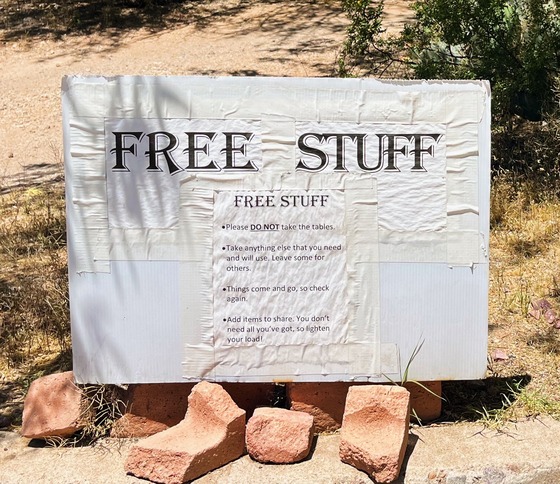 FREE STUFF
FREE STUFF
•Please DO NOT take the tables.
•Take anything else that you need
and will use. Leave some for
others.
•Things come and go, so check
again.
•Add items to share. You don't
need all you've got, so lighten
your load!